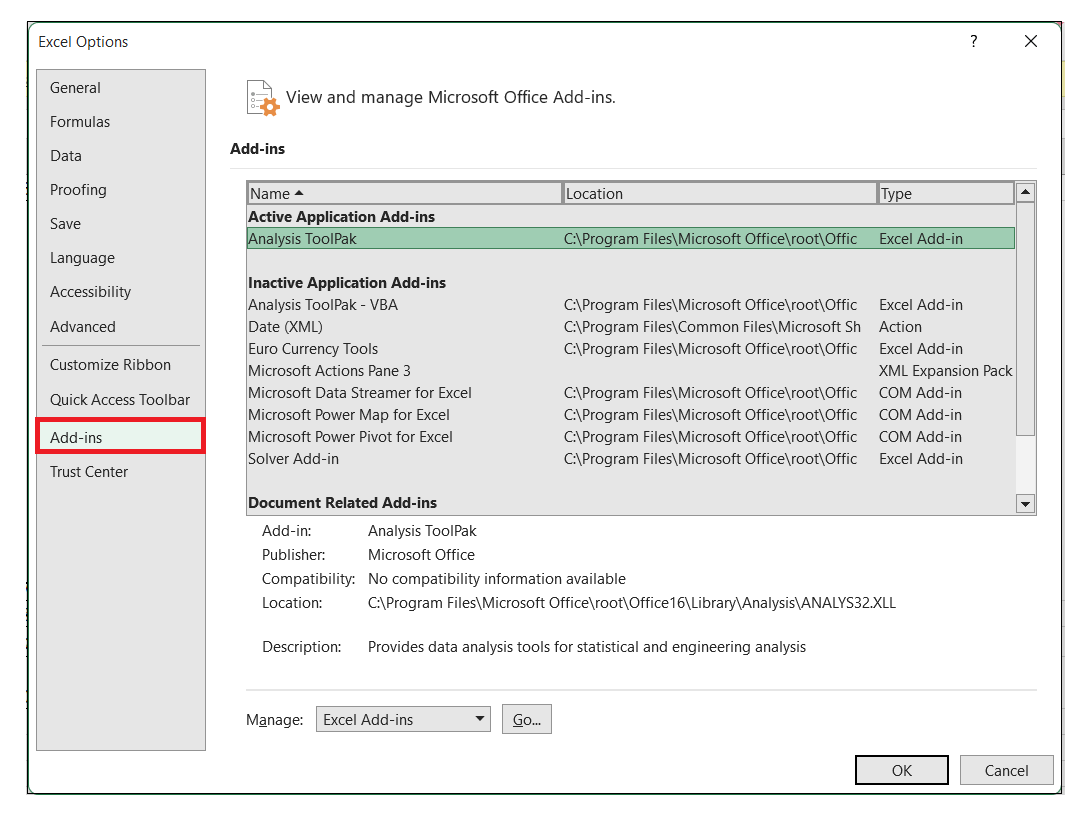 Excel Options ?
General
Formulas
Data
Proofing
Save
Language
Accessibility
Advanced
Customize Ribbon
Quick Access Toolbar
Add-ins
Trust Center
View and manage Microsoft Office Add-ins.
Add-ins
Name Location Type
Active Application Add-ins
Analysis ToolPak C:\Program Files\Microsoft Office\root\Offic Excel Add-in
Inactive Application Add-ins
Analysis ToolPak - VBA C:\Program Files\Microsoft Office\root\Offic Excel Add-in
Date (XML) C:\Program Files\Common Files\Microsoft Sh Action
Euro Currency Tools C:\Program Files\Microsoft Office\root\Offic Excel Add-in
Microsoft Actions Pane 3 XML Expansion Pack
Microsoft Data Streamer for Excel C:\Program Files\Microsoft Office\root\Offic COM Add-in
Microsoft Power Map for Excel C:\Program Files\Microsoft Office\root\Offic COM Add-in
Microsoft Power Pivot for Excel C:\Program Files\Microsoft Office\root\Offic COM Add-in
Solver Add-in C:\Program Files\Microsoft Office\root\Offic Excel Add-in
Document Related Add-ins
Add-in: Analysis ToolPak
Publisher: Microsoft Office
Compatibility: No compatibility information available
Location: C:\Program Files\Microsoft Office\root\Office16\Library\Analysis\ANALYS32.XLL
Description: Provides data analysis tools for statistical and engineering analysis
Manage: Excel Add-ins Go...
OK Cancel